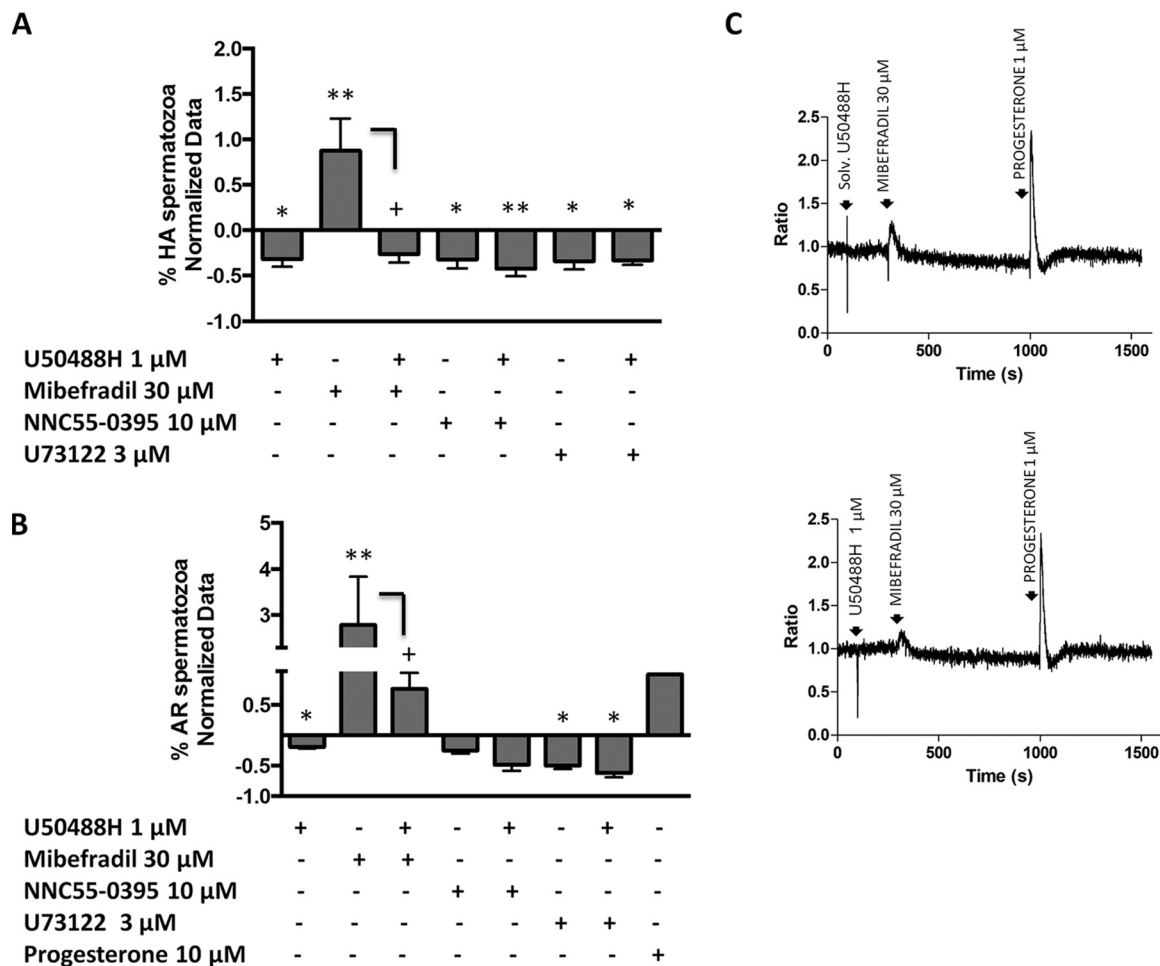 A
2.0
1.5
1.0
0.5
0.0
-0.5
-1.0
% HA spermatozoa
Normalized Data
* ** + * ** * *
U50488H 1 µM + - + - + - +
Mibefradil 30 µM - + + - - - -
NNC55-0395 10 µM - - - + + - -
U73122 3 µM - - - - - + +
B
5
4
3
0.5
-0.5
-1.0
% AR spermatozoa
Normalized Data
* ** + * *
U50488H 1 µM + - + - + - + -
Mibefradil 30 µM - + + - - - - -
NNC55-0395 10 µM - - - + + - - -
U73122 3 µM - - - - - + + -
Progesterone 10 µM - - - - - - - +
C
2.5
2.0
1.5
1.0
0.5
0.0
Ratio
Solv. U50488H
MIBEFRADIL 30 µM
PROGESTERONE 1 µM
0 500 1000 1500
Time (s)
2.5
2.0
1.5
1.0
0.5
0.0
Ratio
U50488H 1 µM
MIBEFRADIL 30 µM
PROGESTERONE 1 µM
0 500 1000 1500
Time (s)